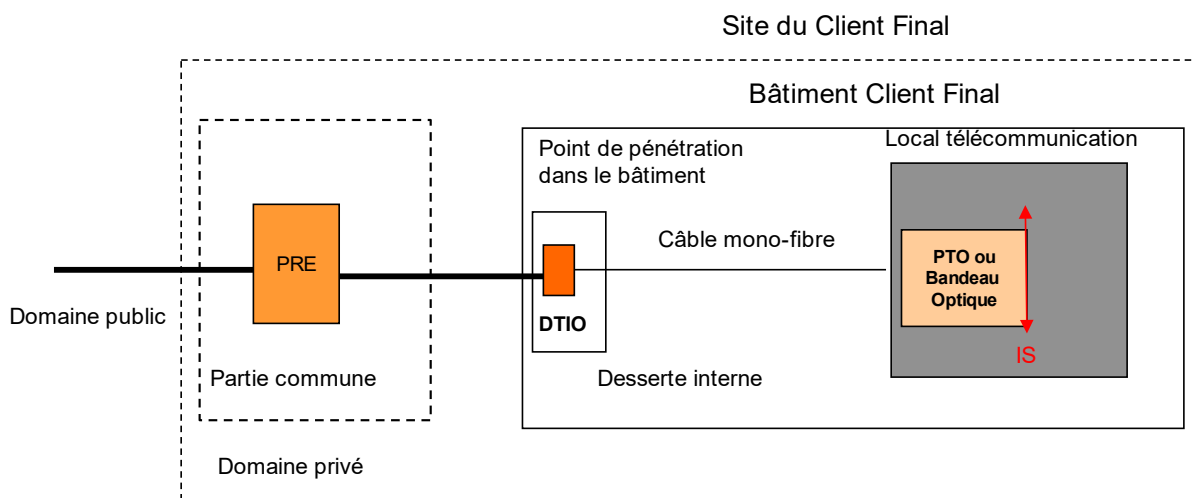 Site du Client Final
Bâtiment Client Final
Point de pénétration
dans le bâtiment
Local télécommunication
Câble mono-fibre
PRE
PTO ou
Bandeau
Optique
Domaine public
DTIO
IS
Partie commune
Desserte interne
Domaine privé